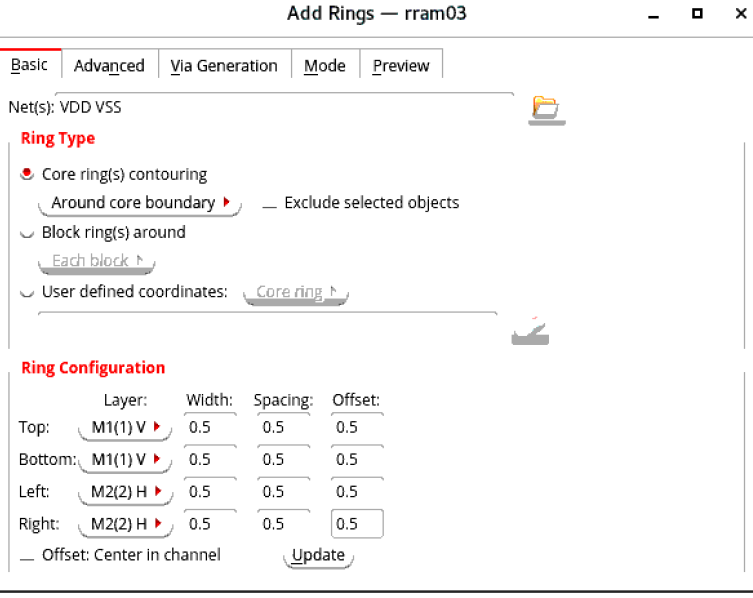 Add Rings — rram03
Basic Advanced Via Generation Mode Preview
Net(s): VDD VSS
Ring Type
Core ring(s) contouring
Around core boundary Exclude selected objects
Block ring(s) around
Each block
User defined coordinates: Core ring
Ring Configuration
Layer: Width: Spacing: Offset:
Top: M1(1) V 0.5 0.5 0.5
Bottom: M1(1) V 0.5 0.5 0.5
Left: M2(2) H 0.5 0.5 0.5
Right: M2(2) H 0.5 0.5 0.5
Offset: Center in channel Update